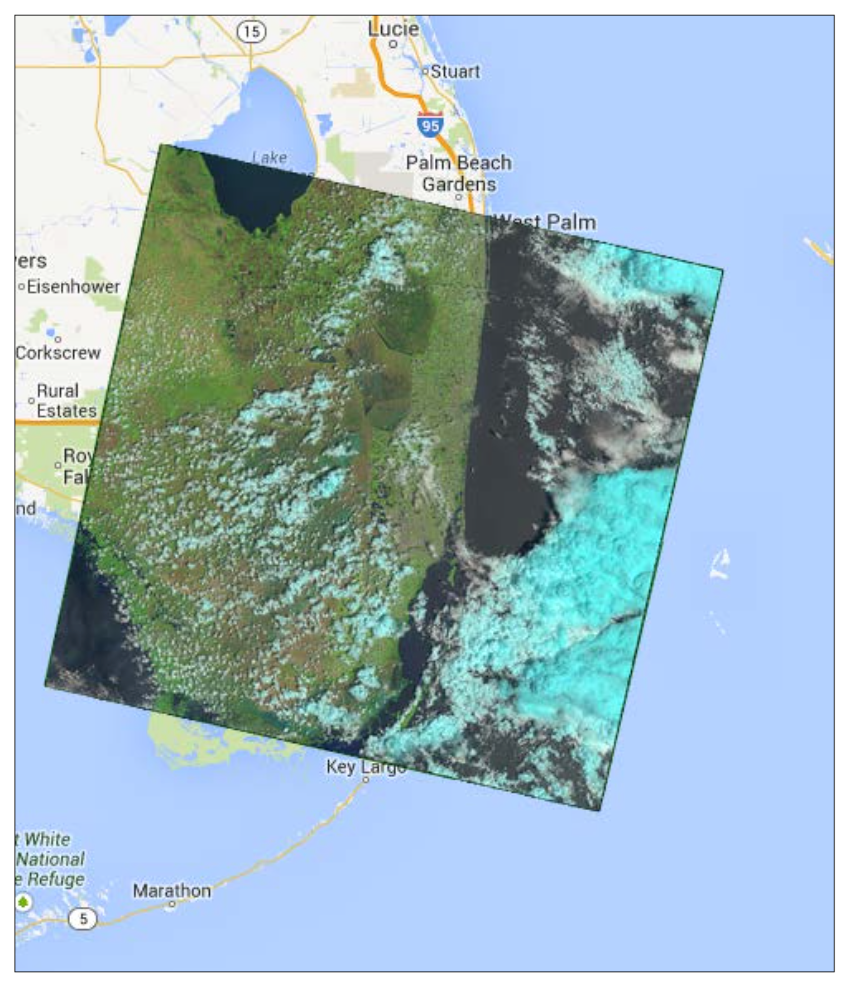 15
Lucie
Stuart
95
Lake
Palm Beach
Gardens
West Palm
ers
Eisenhower
Corkscrew
Rural
Estates
Roy
Fal
nd
Key Largo
t White
National
e Refuge
Marathon
5